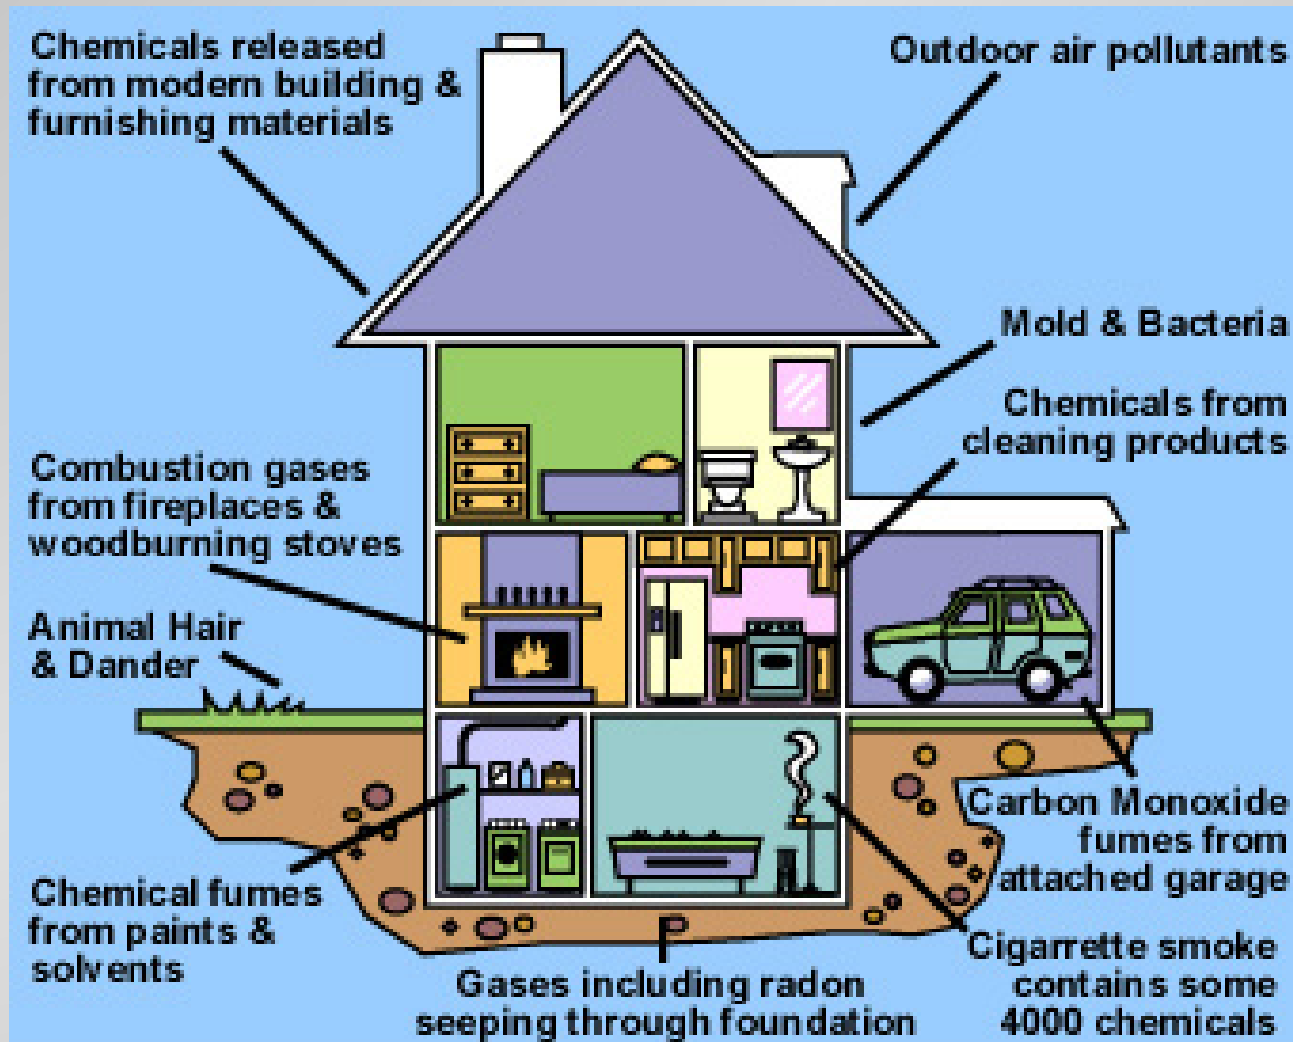 Chemicals released
from modern building &
furnishing materials
Outdoor air pollutants
Mold & Bacteria
Chemicals from
cleaning products
Combustion gases
from fireplaces &
woodburning stoves
Animal Hair
& Dander
Carbon Monoxide
fumes from
attached garage
Chemical fumes
from paints &
solvents
Gases including radon
seeping through foundation
Cigarrette smoke
contains some
4000 chemicals